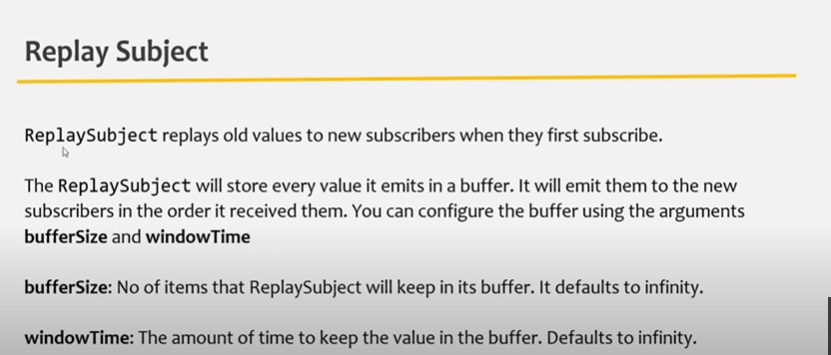 Replay Subject
ReplaySubject replays old values to new subscribers when they first subscribe.
The ReplaySubject will store every value it emits in a buffer. It will emit them to the new
subscribers in the order it received them. You can configure the buffer using the arguments
bufferSize and windowTime
bufferSize: No of items that ReplaySubject will keep in its buffer. It defaults to infinity.
windowTime: The amount of time to keep the value in the buffer. Defaults to infinity.